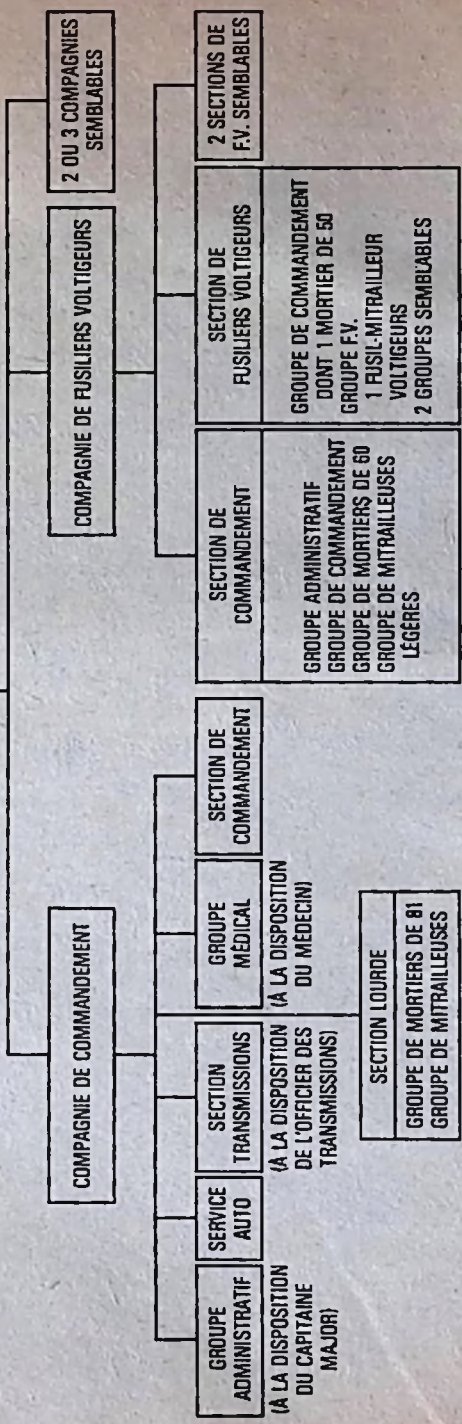 COMPAGNIE DE COMMANDEMENT
COMPAGNIE DE FUSILIERS VOLTIGEURS
2 OU 3 COMPAGNIES
SEMBLABLES
GROUPE
ADMINISTRATIF
(À LA DISPOSITION
DU CAPITAINE
MAJOR)
SERVICE
AUTO
SECTION
TRANSMISSIONS
(À LA DISPOSITION
DE L'OFFICIER DES
TRANSMISSIONS)
GROUPE
MÉDICAL
(À LA DISPOSITION
DU MÉDECIN)
SECTION DE
COMMANDEMENT
SECTION LOURDE
GROUPE DE MORTIERS DE 81
GROUPE DE MITRAILLEUSES
SECTION DE
COMMANDEMENT
GROUPE ADMINISTRATIF
GROUPE DE COMMANDEMENT
GROUPE DE MORTIERS DE 60
GROUPE DE MITRAILLEUSES
LÉGÈRES
SECTION DE
FUSILIERS VOLTIGEURS
GROUPE DE COMMANDEMENT
DONT 1 MORTIER DE 50
GROUPE F.V.
1 FUSIL-MITRAILLEUR
VOLTIGEURS
2 GROUPES SEMBLABLES
2 SECTIONS DE
F.V. SEMBLABLES